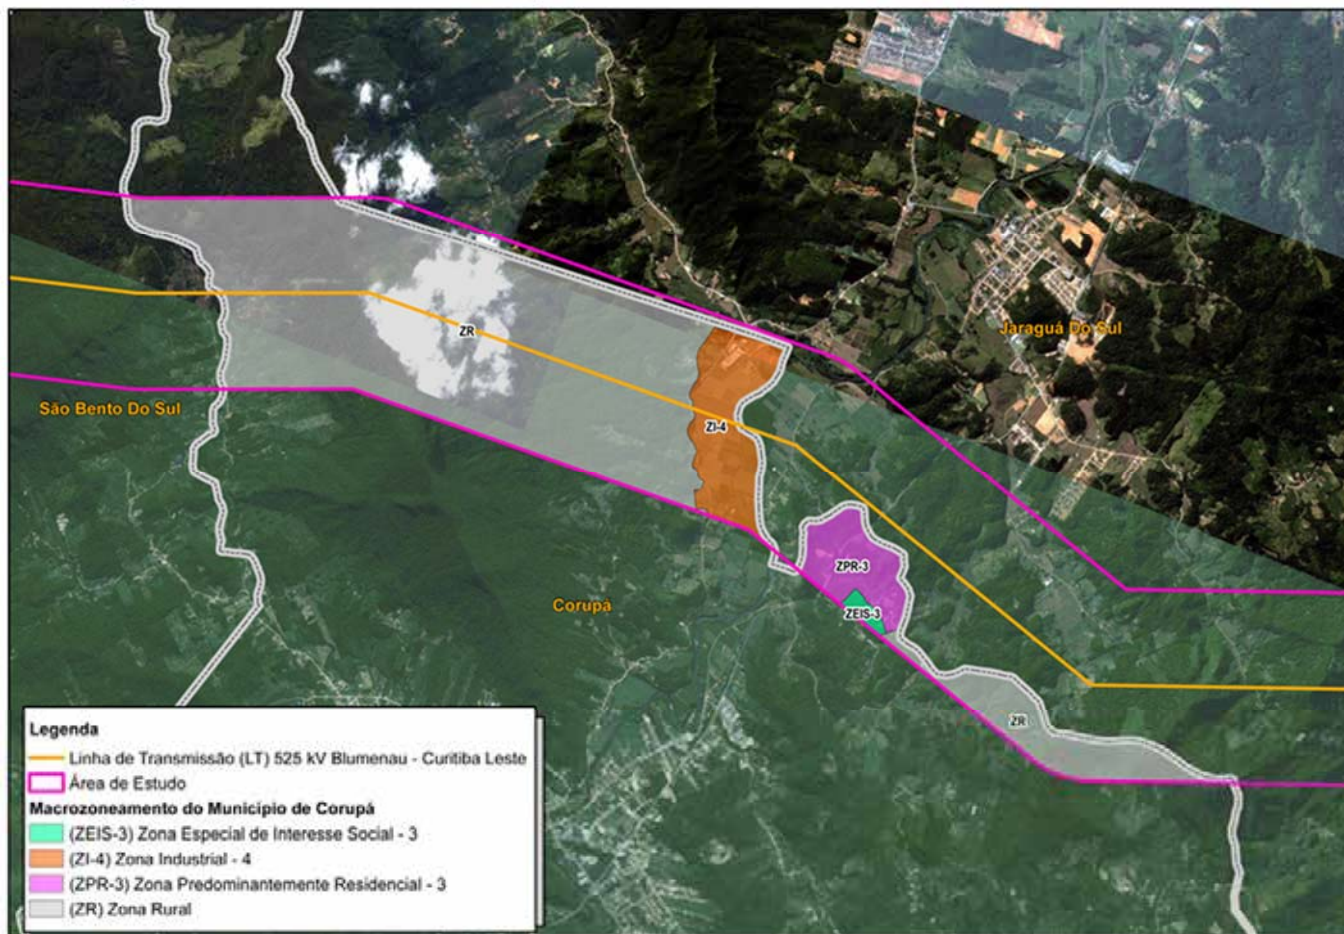 ZR
Jaraguá Do Sul
São Bento Do Sul
ZI-4
ZPR-3
Corupá
ZEIS-3
ZR
Legenda
Linha de Transmissão (LT) 525 kV Blumenau - Curitiba Leste
Área de Estudo
Macrozoneamento do Município de Corupá
(ZEIS-3) Zona Especial de Interesse Social - 3
(ZI-4) Zona Industrial - 4
(ZPR-3) Zona Predominantemente Residencial - 3
(ZR) Zona Rural